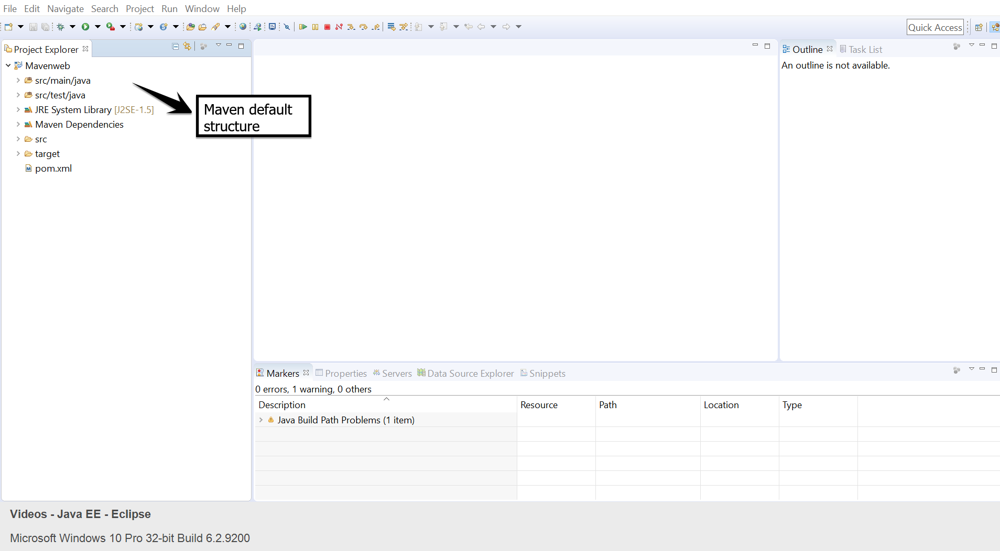 File Edit Navigate Search Project Run Window Help
Quick Access
Project Explorer
Mavenweb
src/main/java
src/test/java
JRE System Library [J2SE-1.5]
Maven Dependencies
src
target
pom.xml
Maven default
structure
Outline Task List
An outline is not available.
Markers Properties Servers Data Source Explorer Snippets
0 errors, 1 warning, 0 others
Description Resource Path Location Type
Java Build Path Problems (1 item)
Videos - Java EE - Eclipse
Microsoft Windows 10 Pro 32-bit Build 6.2.9200